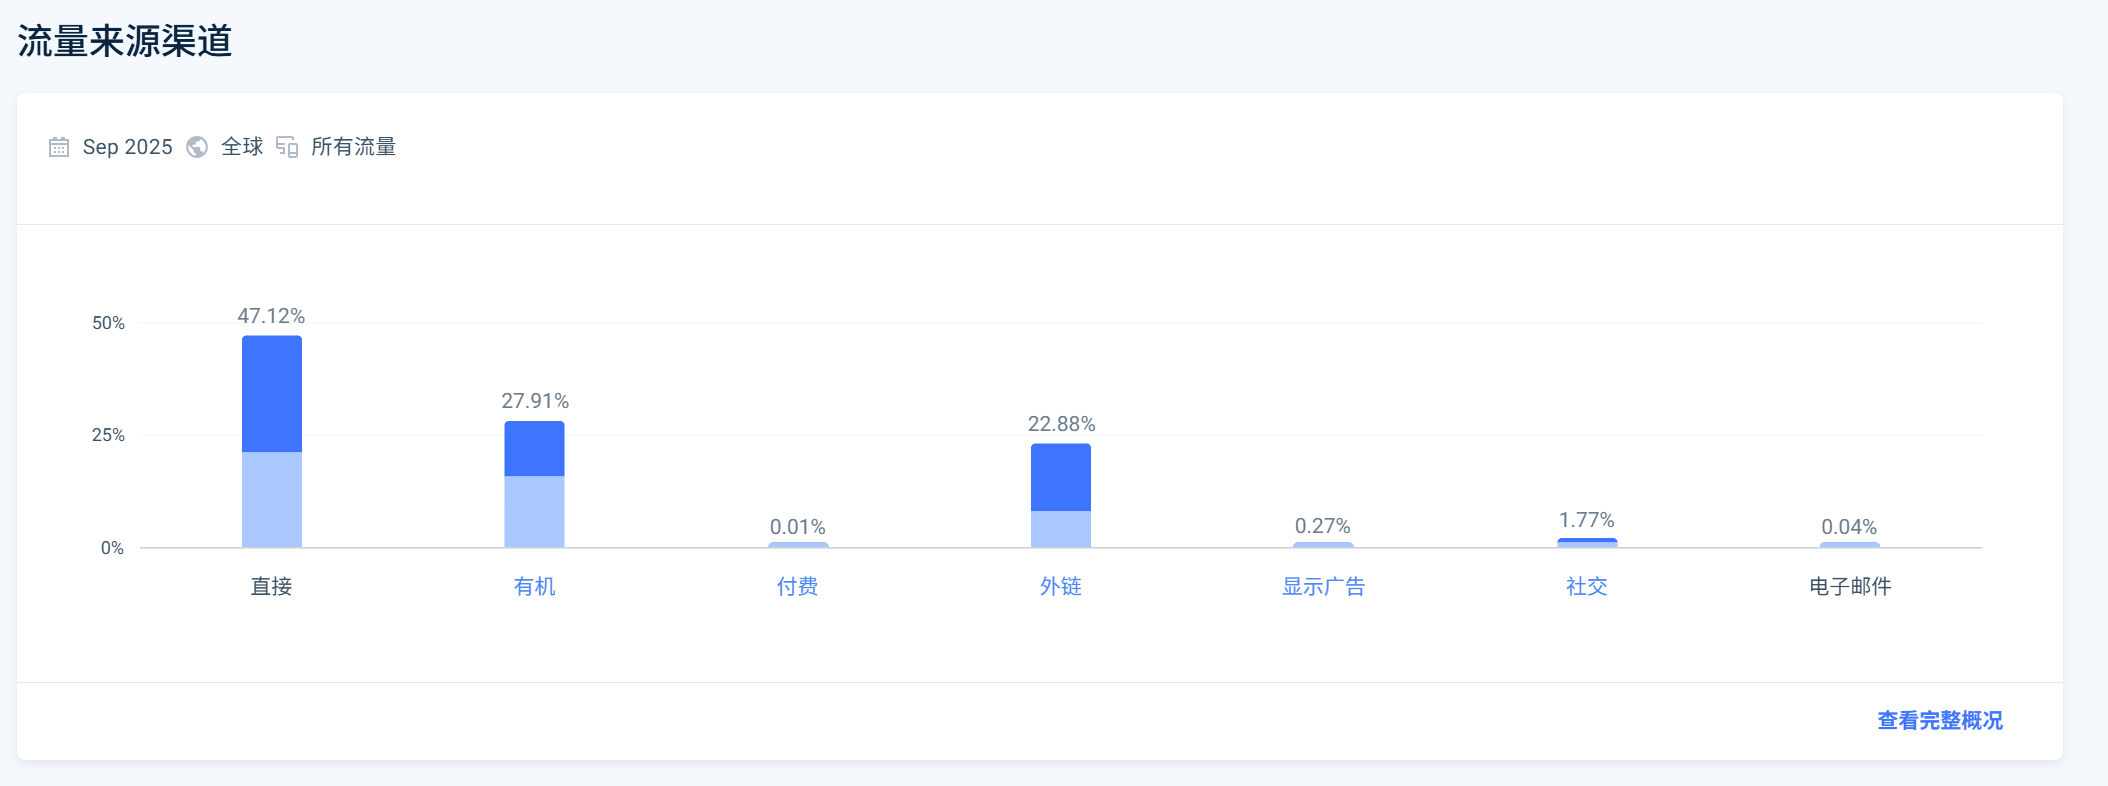 流量来源渠道
Sep 2025 全球 所有流量
50%
25%
0%
47.12%
27.91%
0.01%
22.88%
0.27%
1.77%
0.04%
直接 有机 付费 外链 显示广告 社交 电子邮件
查看完整概况